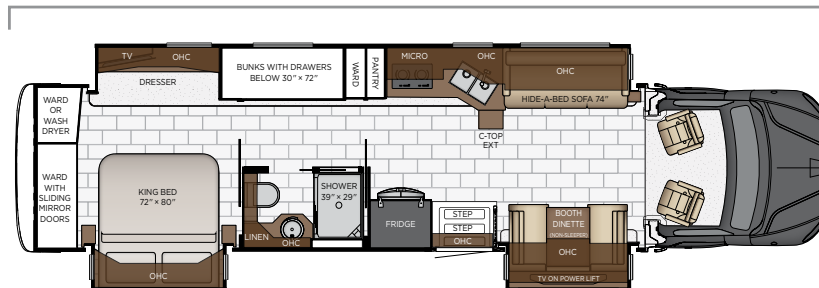 TV
OHC
DRESSER
BUNKS WITH DRAWERS
BELOW 30" × 72"
WARD
PANTRY
MICRO
OHC
OHC
HIDE-A-BED SOFA 74"
C-TOP
EXT
WARD
OR
WASH
DRYER
WARD
WITH
SLIDING
MIRROR
DOORS
KING BED
72" × 80"
OHC
LINEN
OHC
SHOWER
39" × 29"
FRIDGE
STEP
STEP
OHC
BOOTH
DINETTE
(NON-SLEEPER)
OHC
TV ON POWER LIFT